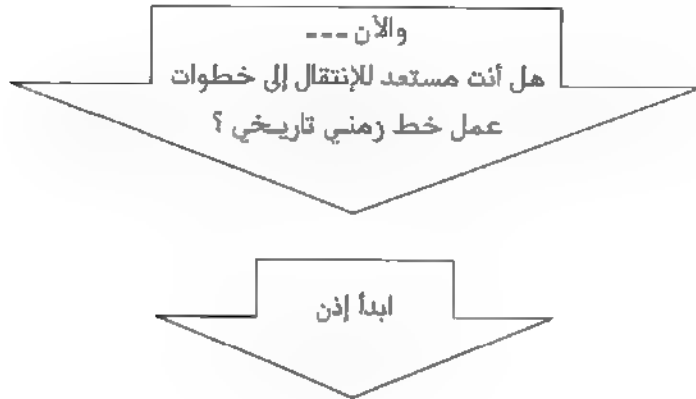 والآن ---
هل أنت مستعد للإنتقال إلى خطوات
عمل خط زمني تاريخي ؟
ابدأ إذن